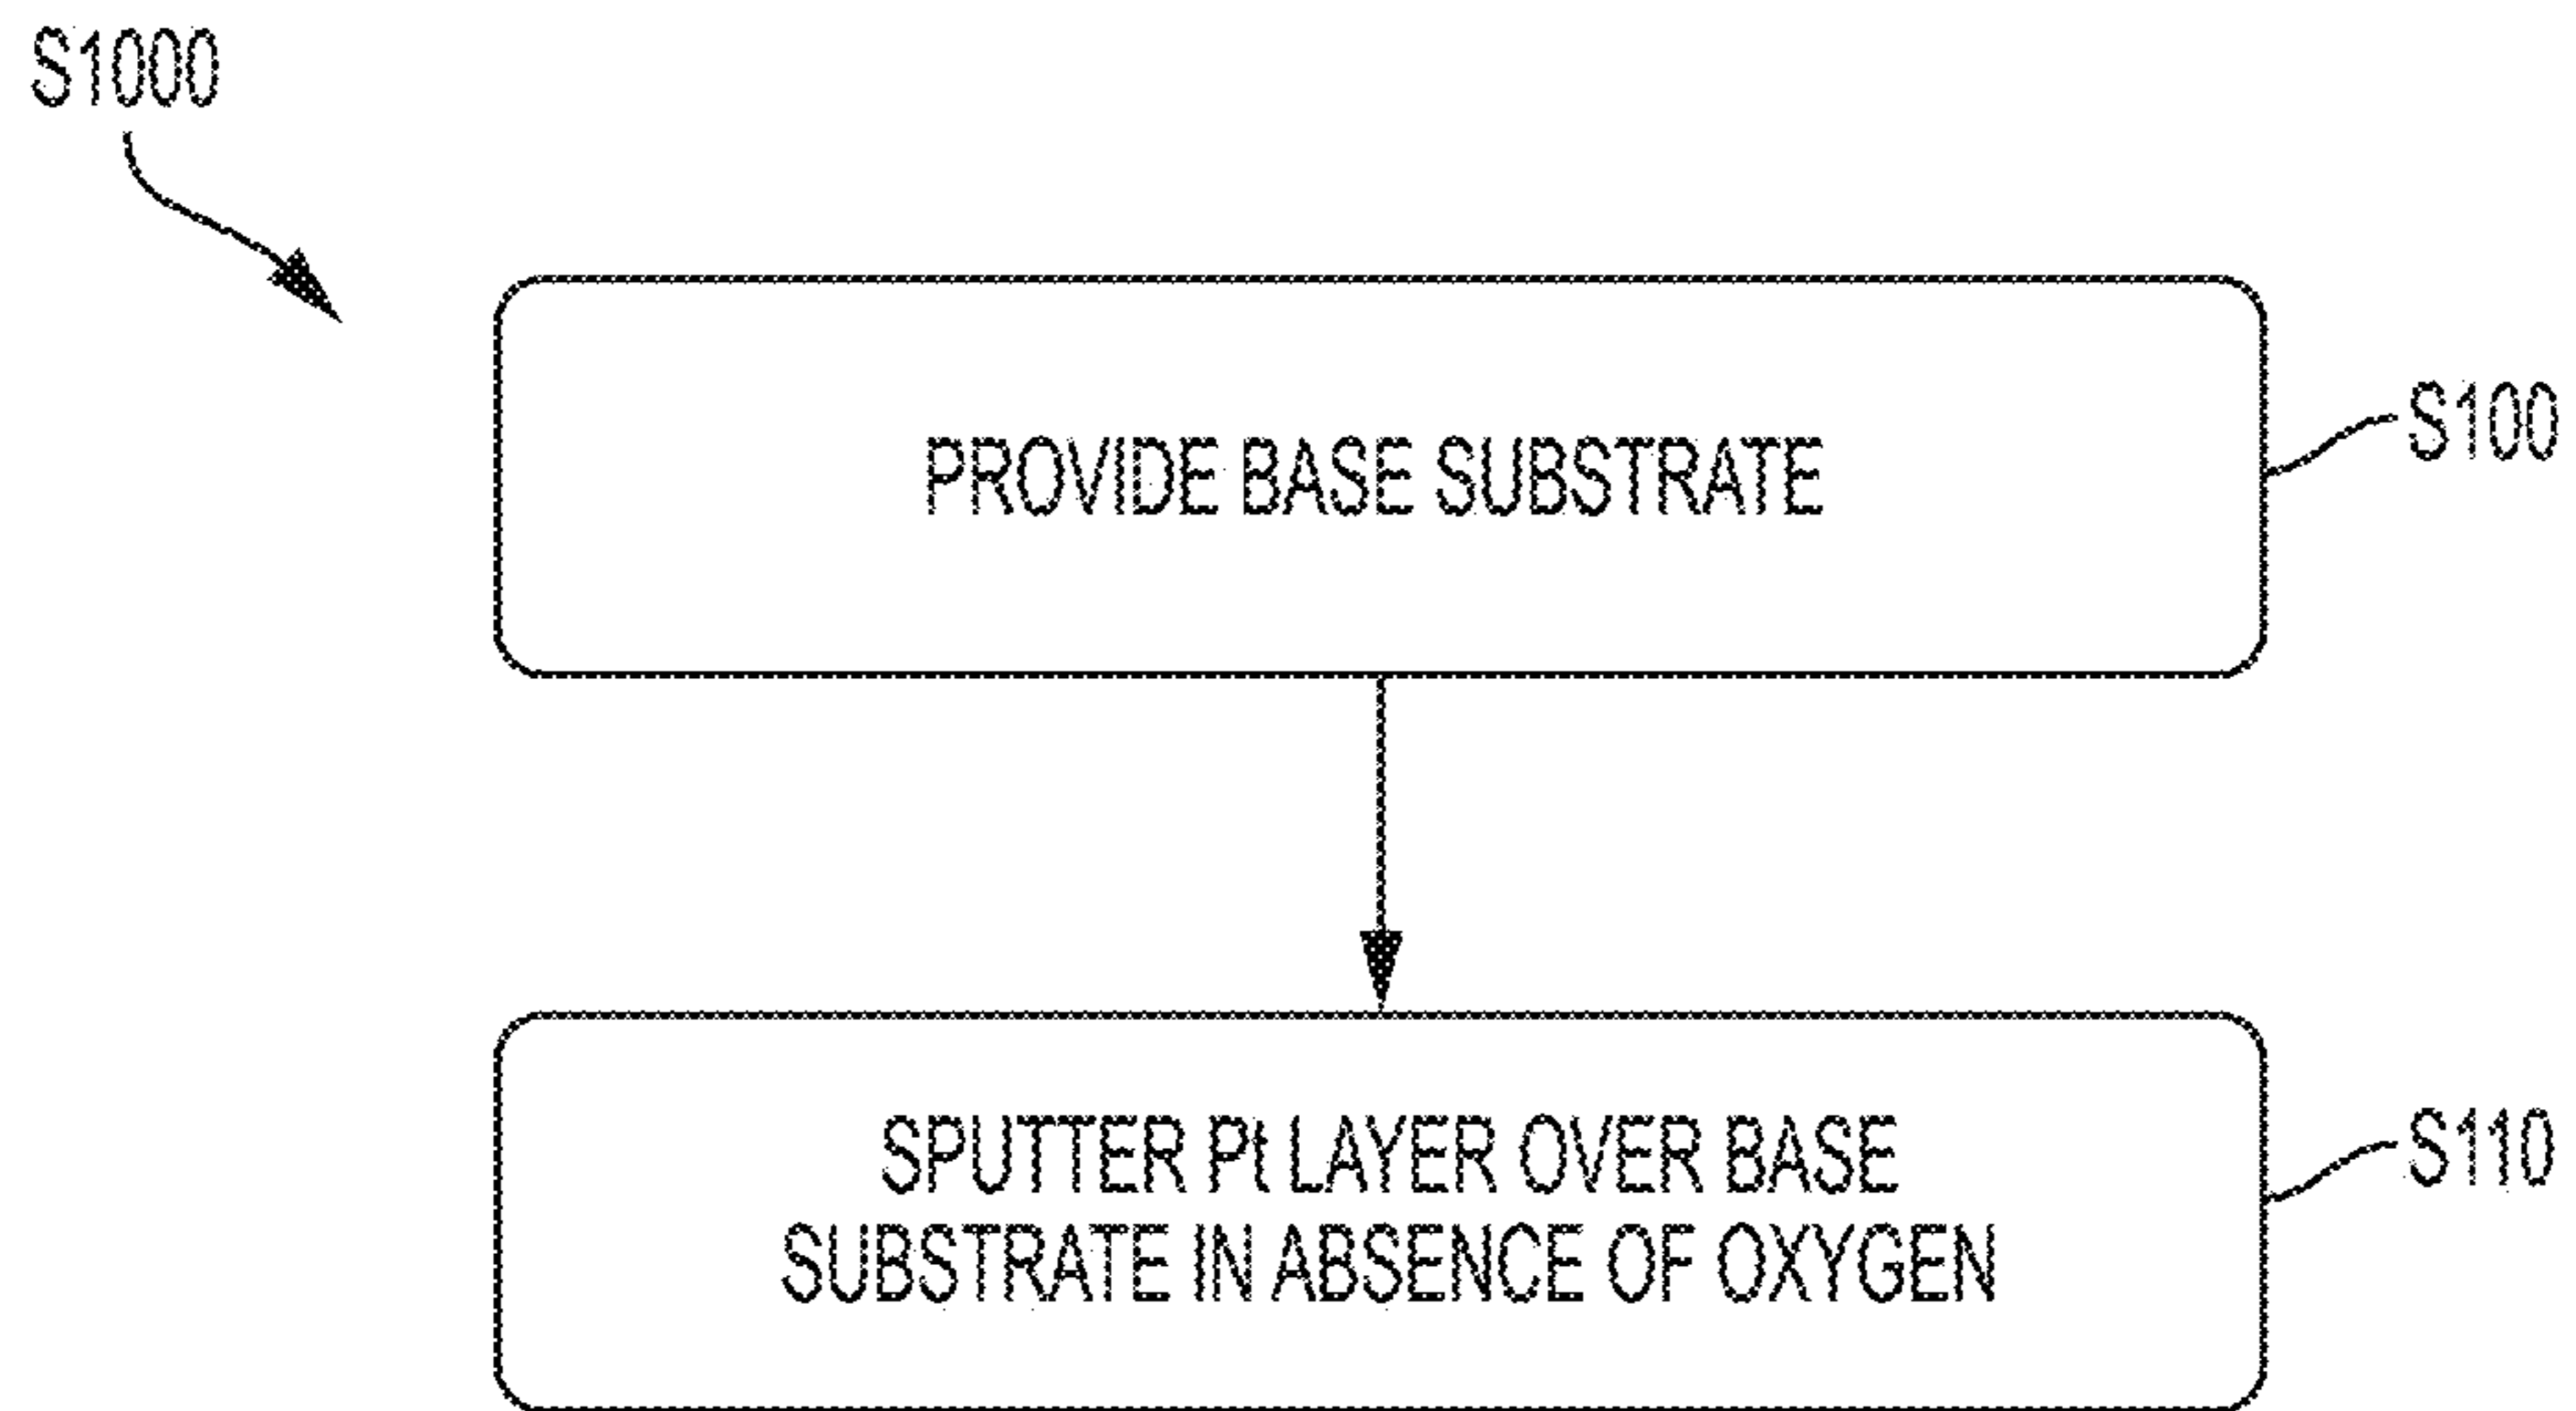 S1000
PROVIDE BASE SUBSTRATE
S100
SPUTTER Pt LAYER OVER BASE
SUBSTRATE IN ABSENCE OF OXYGEN
S110